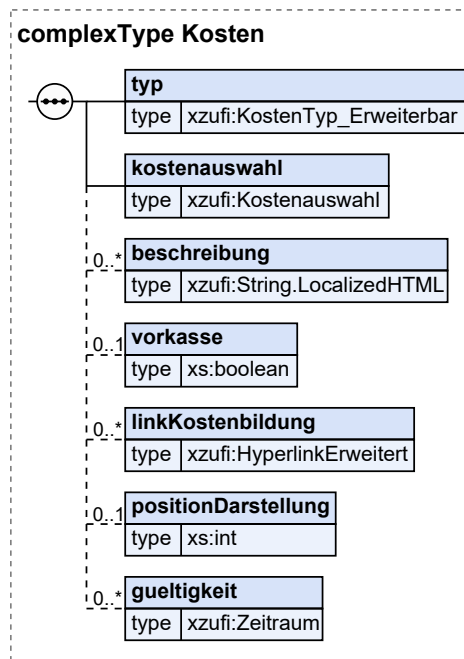 complexType Kosten
typ
type xzufi:KostenTyp_Erweiterbar
kostenauswahl
type xzufi:Kostenauswahl
0..* beschreibung
type xzufi:String.LocalizedHTML
0..1 vorkasse
type xs:boolean
0..* linkKostenbildung
type xzufi:HyperlinkErweitert
0..1 positionDarstellung
type xs:int
0..* gueltigkeit
type xzufi:Zeitraum